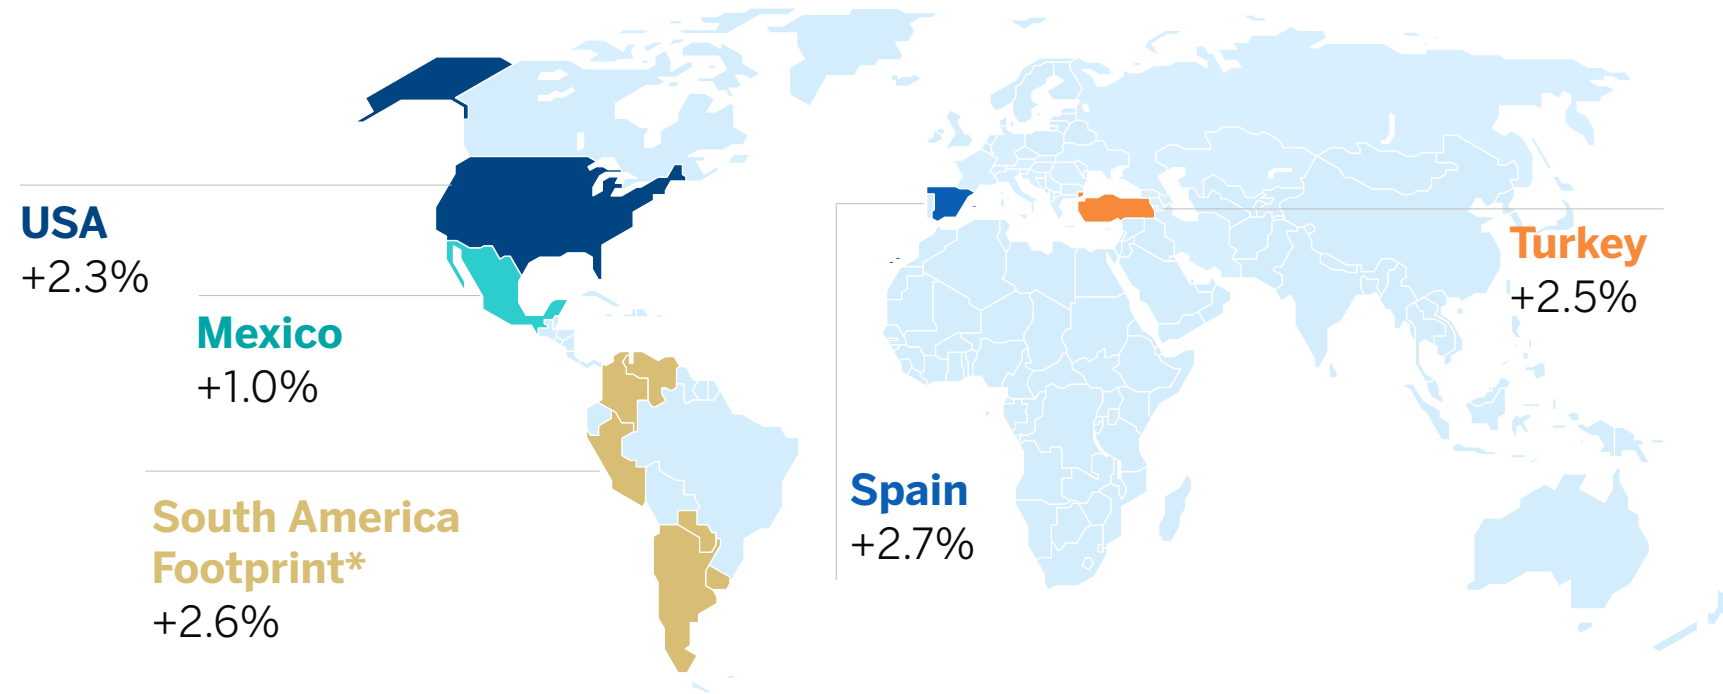 USA
+2.3%
Mexico
+1.0%
South America
Footprint*
+2.6%
Spain
+2.7%
Turkey
+2.5%